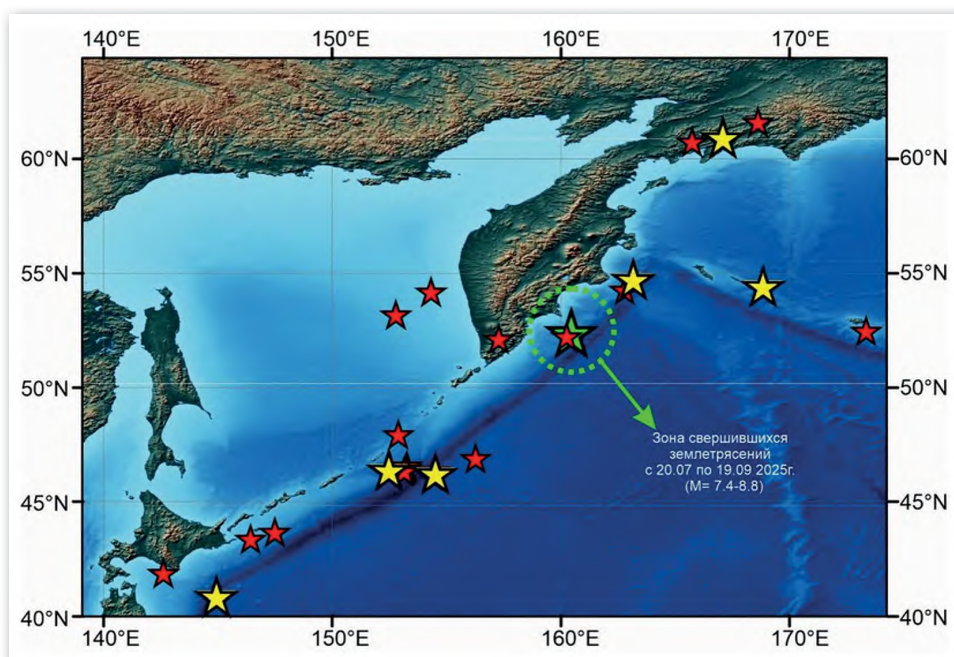 140°E 150°E 160°E 170°E
60°N 60°N
55°N 55°N
50°N 50°N
Зона свершившихся
землетрясений
с 20.07 по 19.09 2025г.
(М= 7.4-8.8)
45°N 45°N
40°N 40°N
140°E 150°E 160°E 170°E